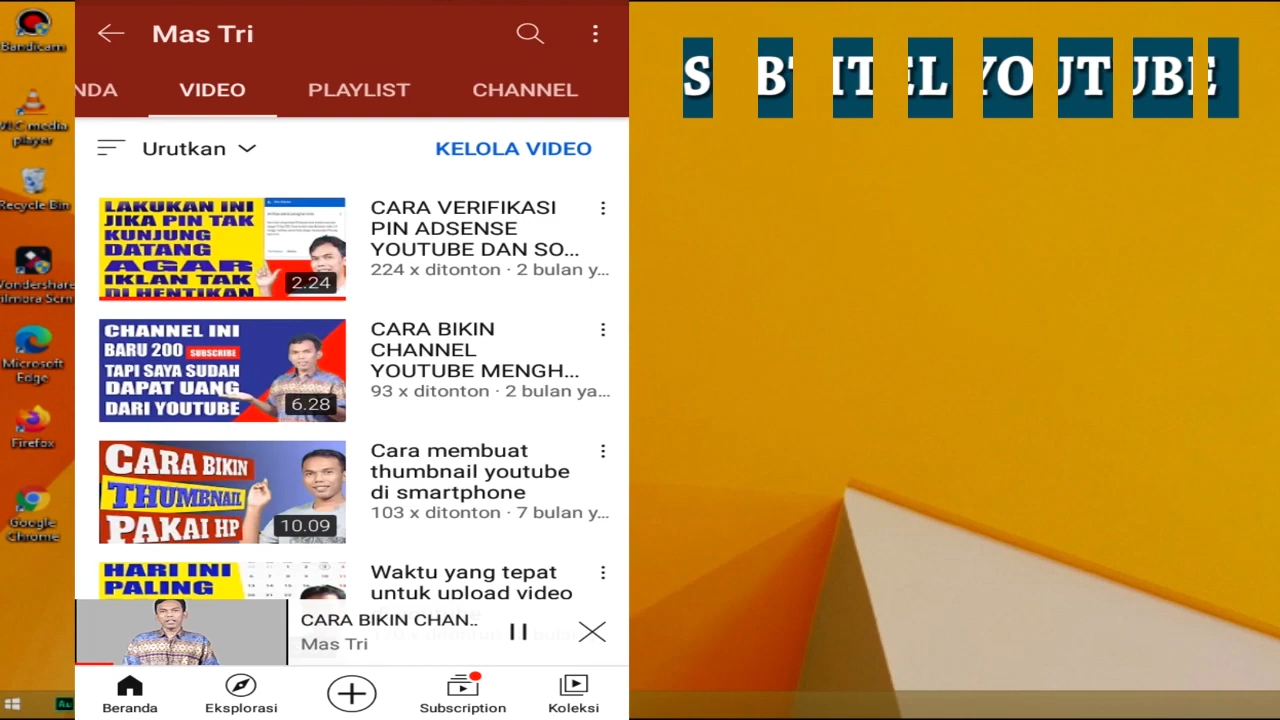 Mas Tri
NDA VIDEO PLAYLIST CHANNEL
Urutkan KELOLA VIDEO
LAKUKAN INI
JIKA PIN TAK
KUNJUNG
DATANG
AGAR
IKLAN TAK
DI HENTIKAN
2.24
CARA VERIFIKASI
PIN ADSENSE
YOUTUBE DAN SO...
224 x ditonton · 2 bulan y...
CHANNEL INI
BARU 200 SUBSCRIBE
TAPI SAYA SUDAH
DAPAT UANG
DARI YOUTUBE
6.28
CARA BIKIN
CHANNEL
YOUTUBE MENGH...
93 x ditonton · 2 bulan ya...
CARA BIKIN
THUMBNAIL
PAKAI HP
10.09
Cara membuat
thumbnail youtube
di smartphone
103 x ditonton · 7 bulan y...
HARI INI
PALING
Waktu yang tepat
untuk upload video
CARA BIKIN CHAN..
Mas Tri
Beranda Eksplorasi Subscription Koleksi
Bandicam
VLC media
player
Recycle Bin
Wondershare
Filmora Scrn
Microsoft
Edge
Firefox
Google
Chrome
Au
S BTITEL YOUTUBE